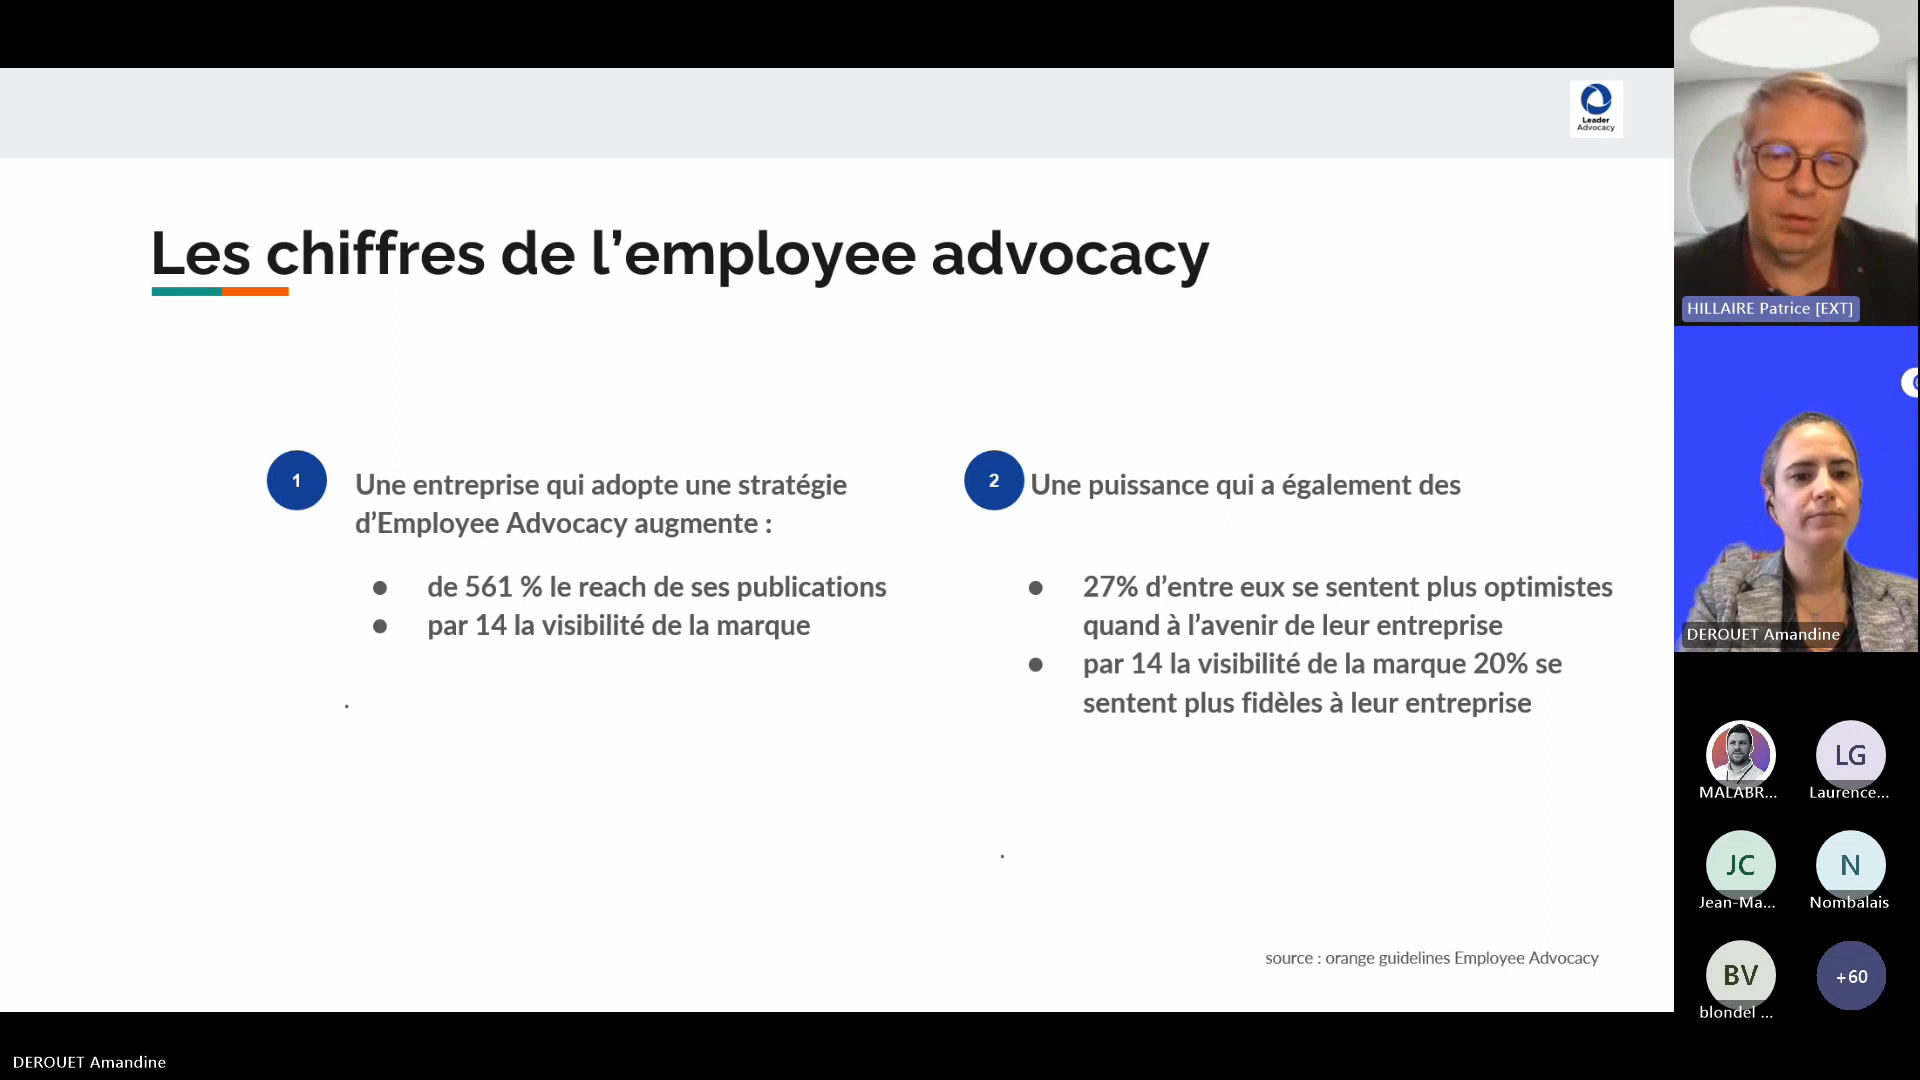 Leader
Advocacy
Les chiffres de l’employee advocacy
1
Une entreprise qui adopte une stratégie
d’Employee Advocacy augmente :
● de 561 % le reach de ses publications
● par 14 la visibilité de la marque
.
2
Une puissance qui a également des
● 27% d’entre eux se sentent plus optimistes
quand à l’avenir de leur entreprise
● par 14 la visibilité de la marque 20% se
sentent plus fidèles à leur entreprise
.
source : orange guidelines Employee Advocacy
HILLAIRE Patrice [EXT]
DEROUET Amandine
MALABR...
LG
Laurence...
JC
Jean-Ma...
N
Nombalais
BV
blondel ...
+60
DEROUET Amandine